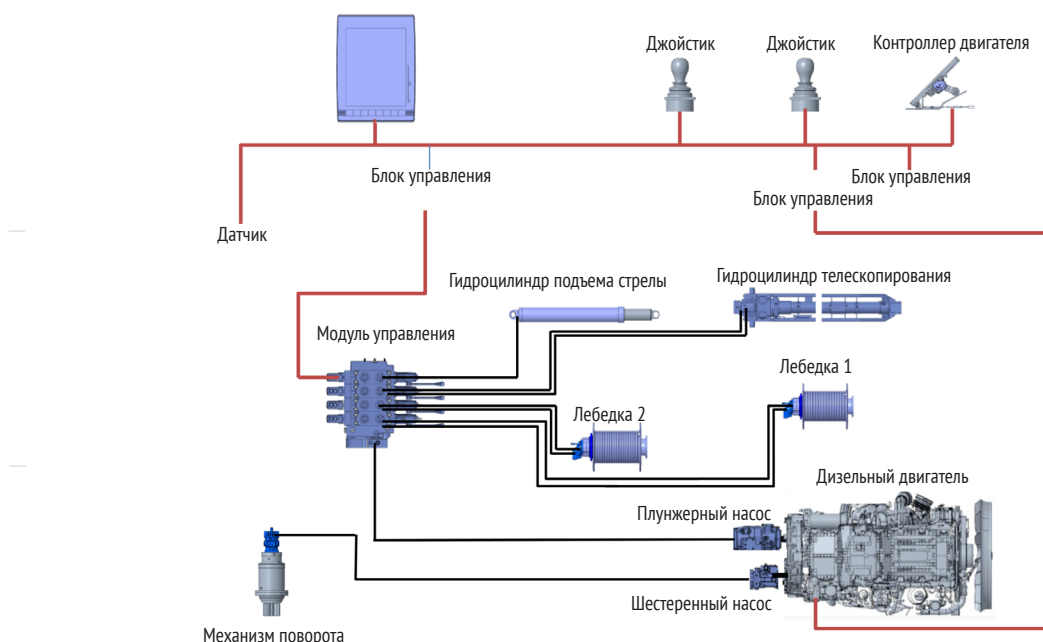 Джойстик
Джойстик
Контроллер двигателя
Блок управления
Блок управления
Блок управления
Датчик
Гидроцилиндр подъема стрелы
Гидроцилиндр телескопирования
Модуль управления
Лебедка 1
Лебедка 2
Дизельный двигатель
Плунжерный насос
Шестеренный насос
Механизм поворота